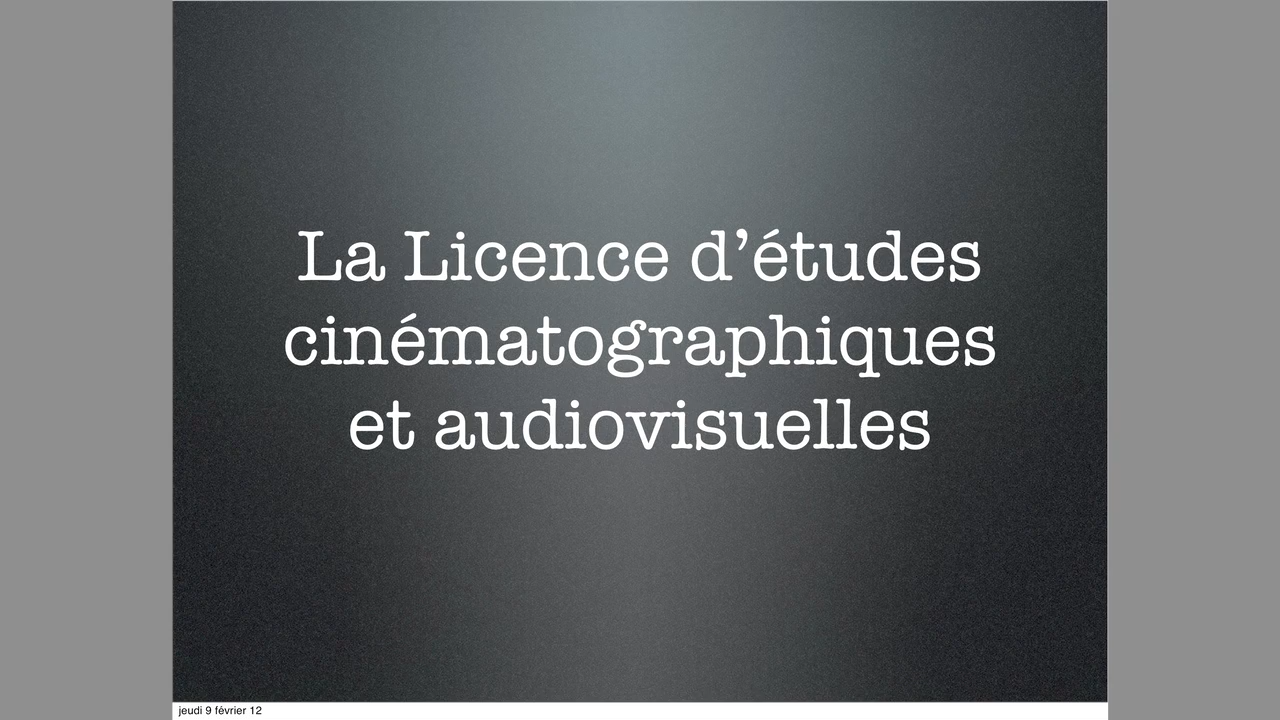 La Licence d’études
cinématographiques
et audiovisuelles
jeudi 9 février 12